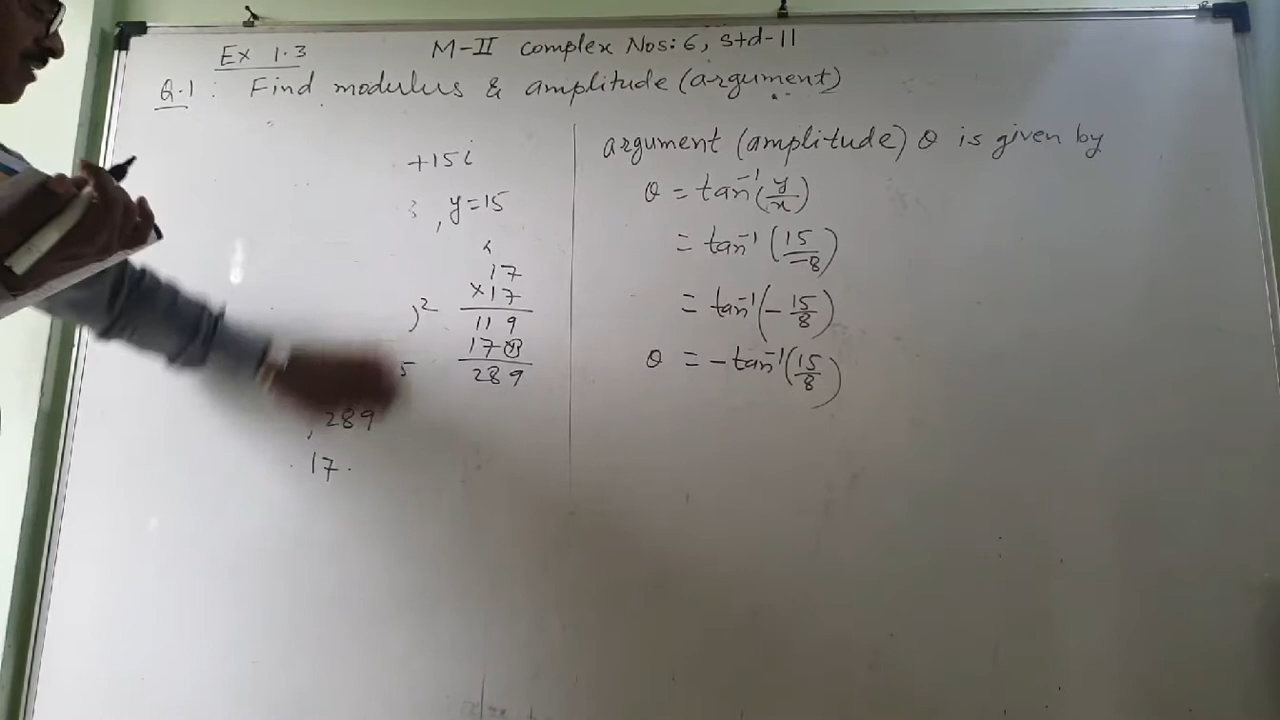 Ex 1.3
M-II complex Nos: 6, std-11
Q.1 : Find modulus & amplitude (argument)
+15i
, y=15
17
×17
119
17
289
)²
5
, 289
17.
argument (amplitude) θ is given by
θ = tan⁻¹(y/x)
= tan⁻¹(15/-8)
= tan⁻¹(-15/8)
θ = -tan⁻¹(15/8)